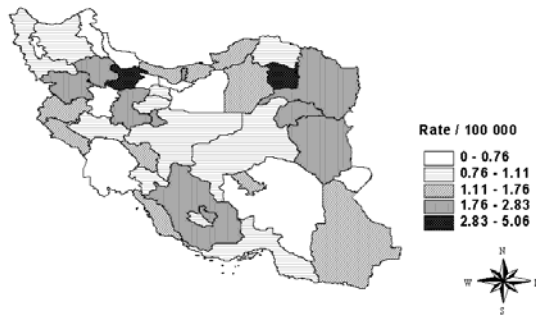 Rate / 100 000
0 - 0.76
0.76 - 1.11
1.11 - 1.76
1.76 - 2.83
2.83 - 5.06
N
W
S